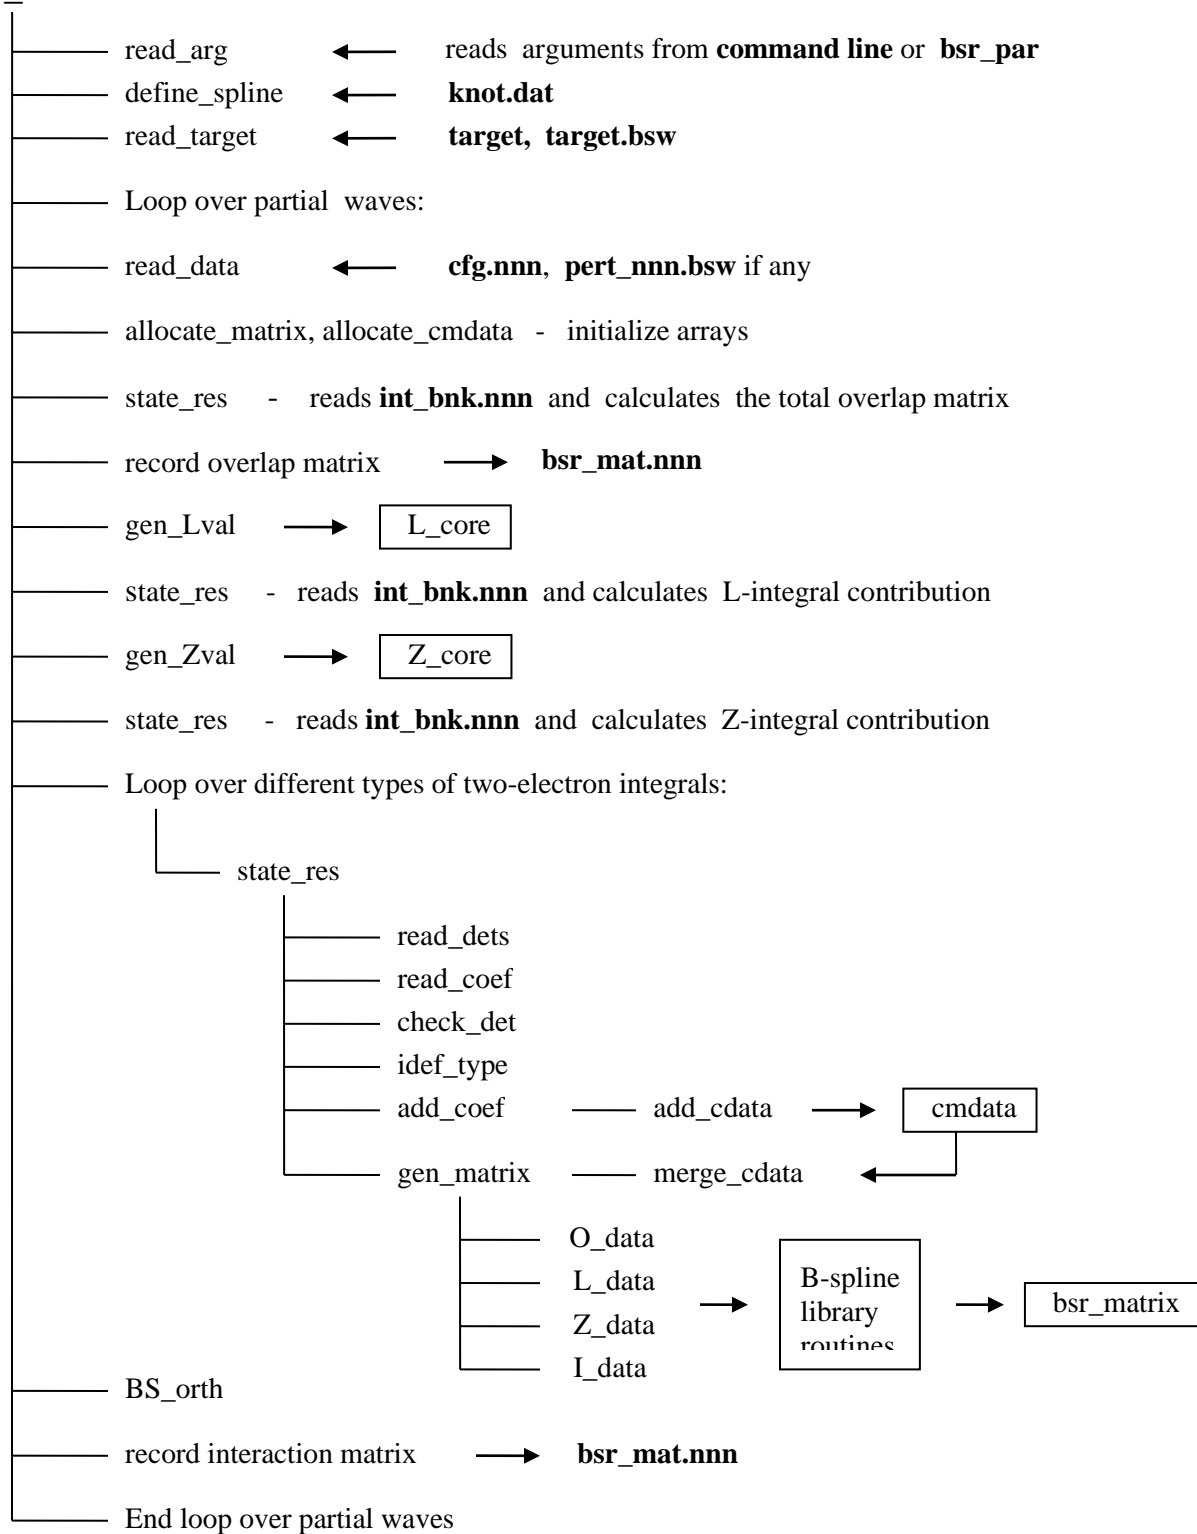 read_arg reads arguments from command line or bsr_par
define_spline knot.dat
read_target target, target.bsw
Loop over partial waves:
read_data cfg.nnn, pert_nnn.bsw if any
allocate_matrix, allocate_cmdata - initialize arrays
state_res - reads int_bnk.nnn and calculates the total overlap matrix
record overlap matrix bsr_mat.nnn
gen_Lval L_core
state_res - reads int_bnk.nnn and calculates L-integral contribution
gen_Zval Z_core
state_res - reads int_bnk.nnn and calculates Z-integral contribution
Loop over different types of two-electron integrals:
state_res
read_dets
read_coef
check_det
idef_type
add_coef add_cdata cmdata
gen_matrix merge_cdata
O_data
L_data
Z_data
I_data
B-spline
library
routines
bsr_matrix
BS_orth
record interaction matrix bsr_mat.nnn
End loop over partial waves